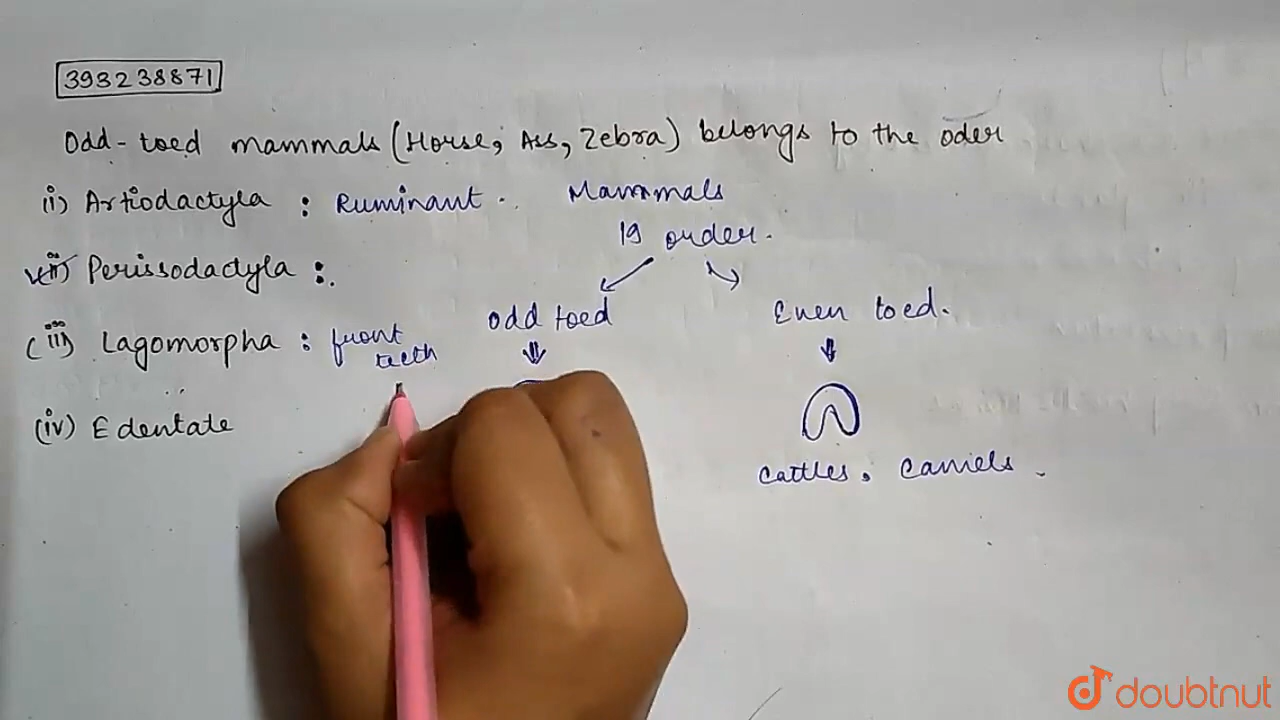 393238871
Odd-toed mammals (Horse, Ass, Zebra) belongs to the oder
(i) Artiodactyla : Ruminant.
(ii) Perissodactyla :
(iii) Lagomorpha : front teeth
(iv) Edentate
Mammals
19 order.
odd toed
Even toed.
cattles, Camels.
doubtnut